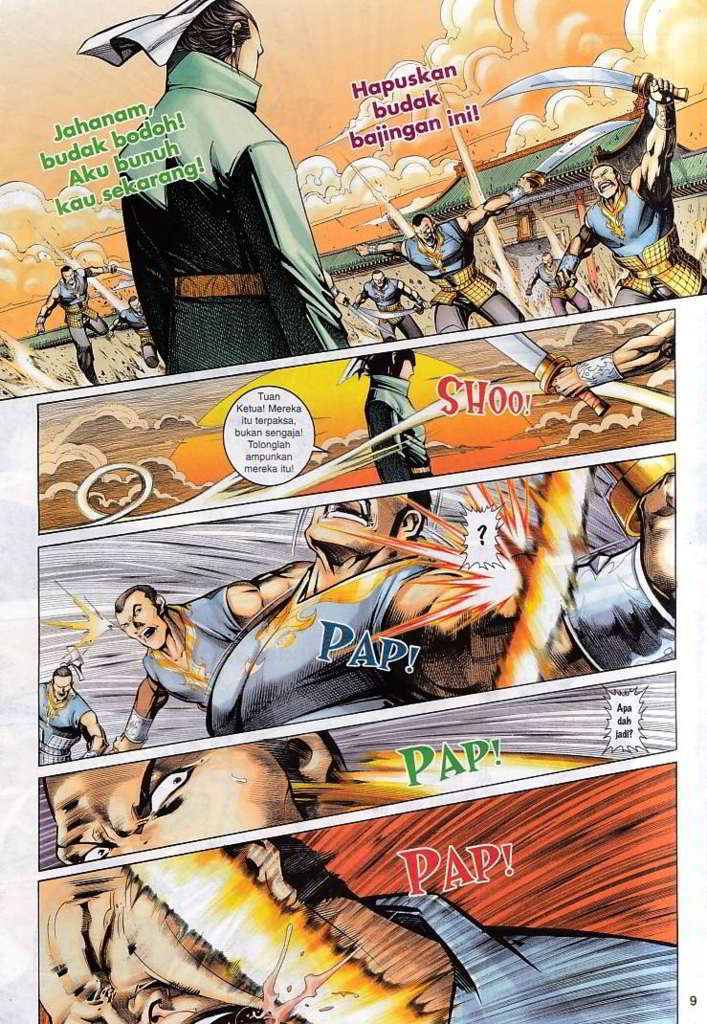 Jahanam,
budak bodoh!
Aku bunuh
kau sekarang!
Hapuskan
budak
bajingan ini!
SHOO!
Tuan
Ketua! Mereka
itu terpaksa,
bukan sengaja!
Tolonglah
ampunkan
mereka itu!
?
PAP!
Apa
dah
jadi?
PAP!
PAP!
9